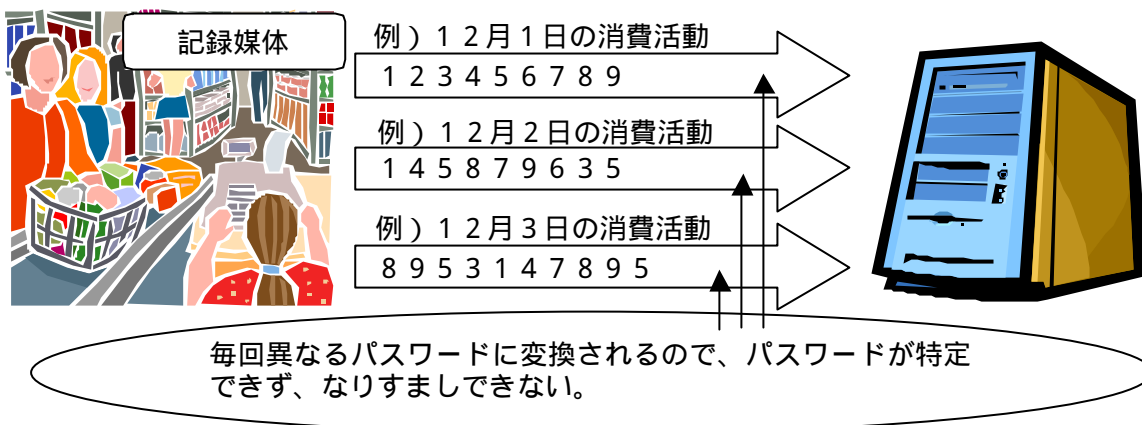 記録媒体
例）１２月１日の消費活動
１２３４５６７８９
例）１２月２日の消費活動
１４５８７９６３５
例）１２月３日の消費活動
８９５３１４７８９５
毎回異なるパスワードに変換されるので、パスワードが特定
できず、なりすましできない。